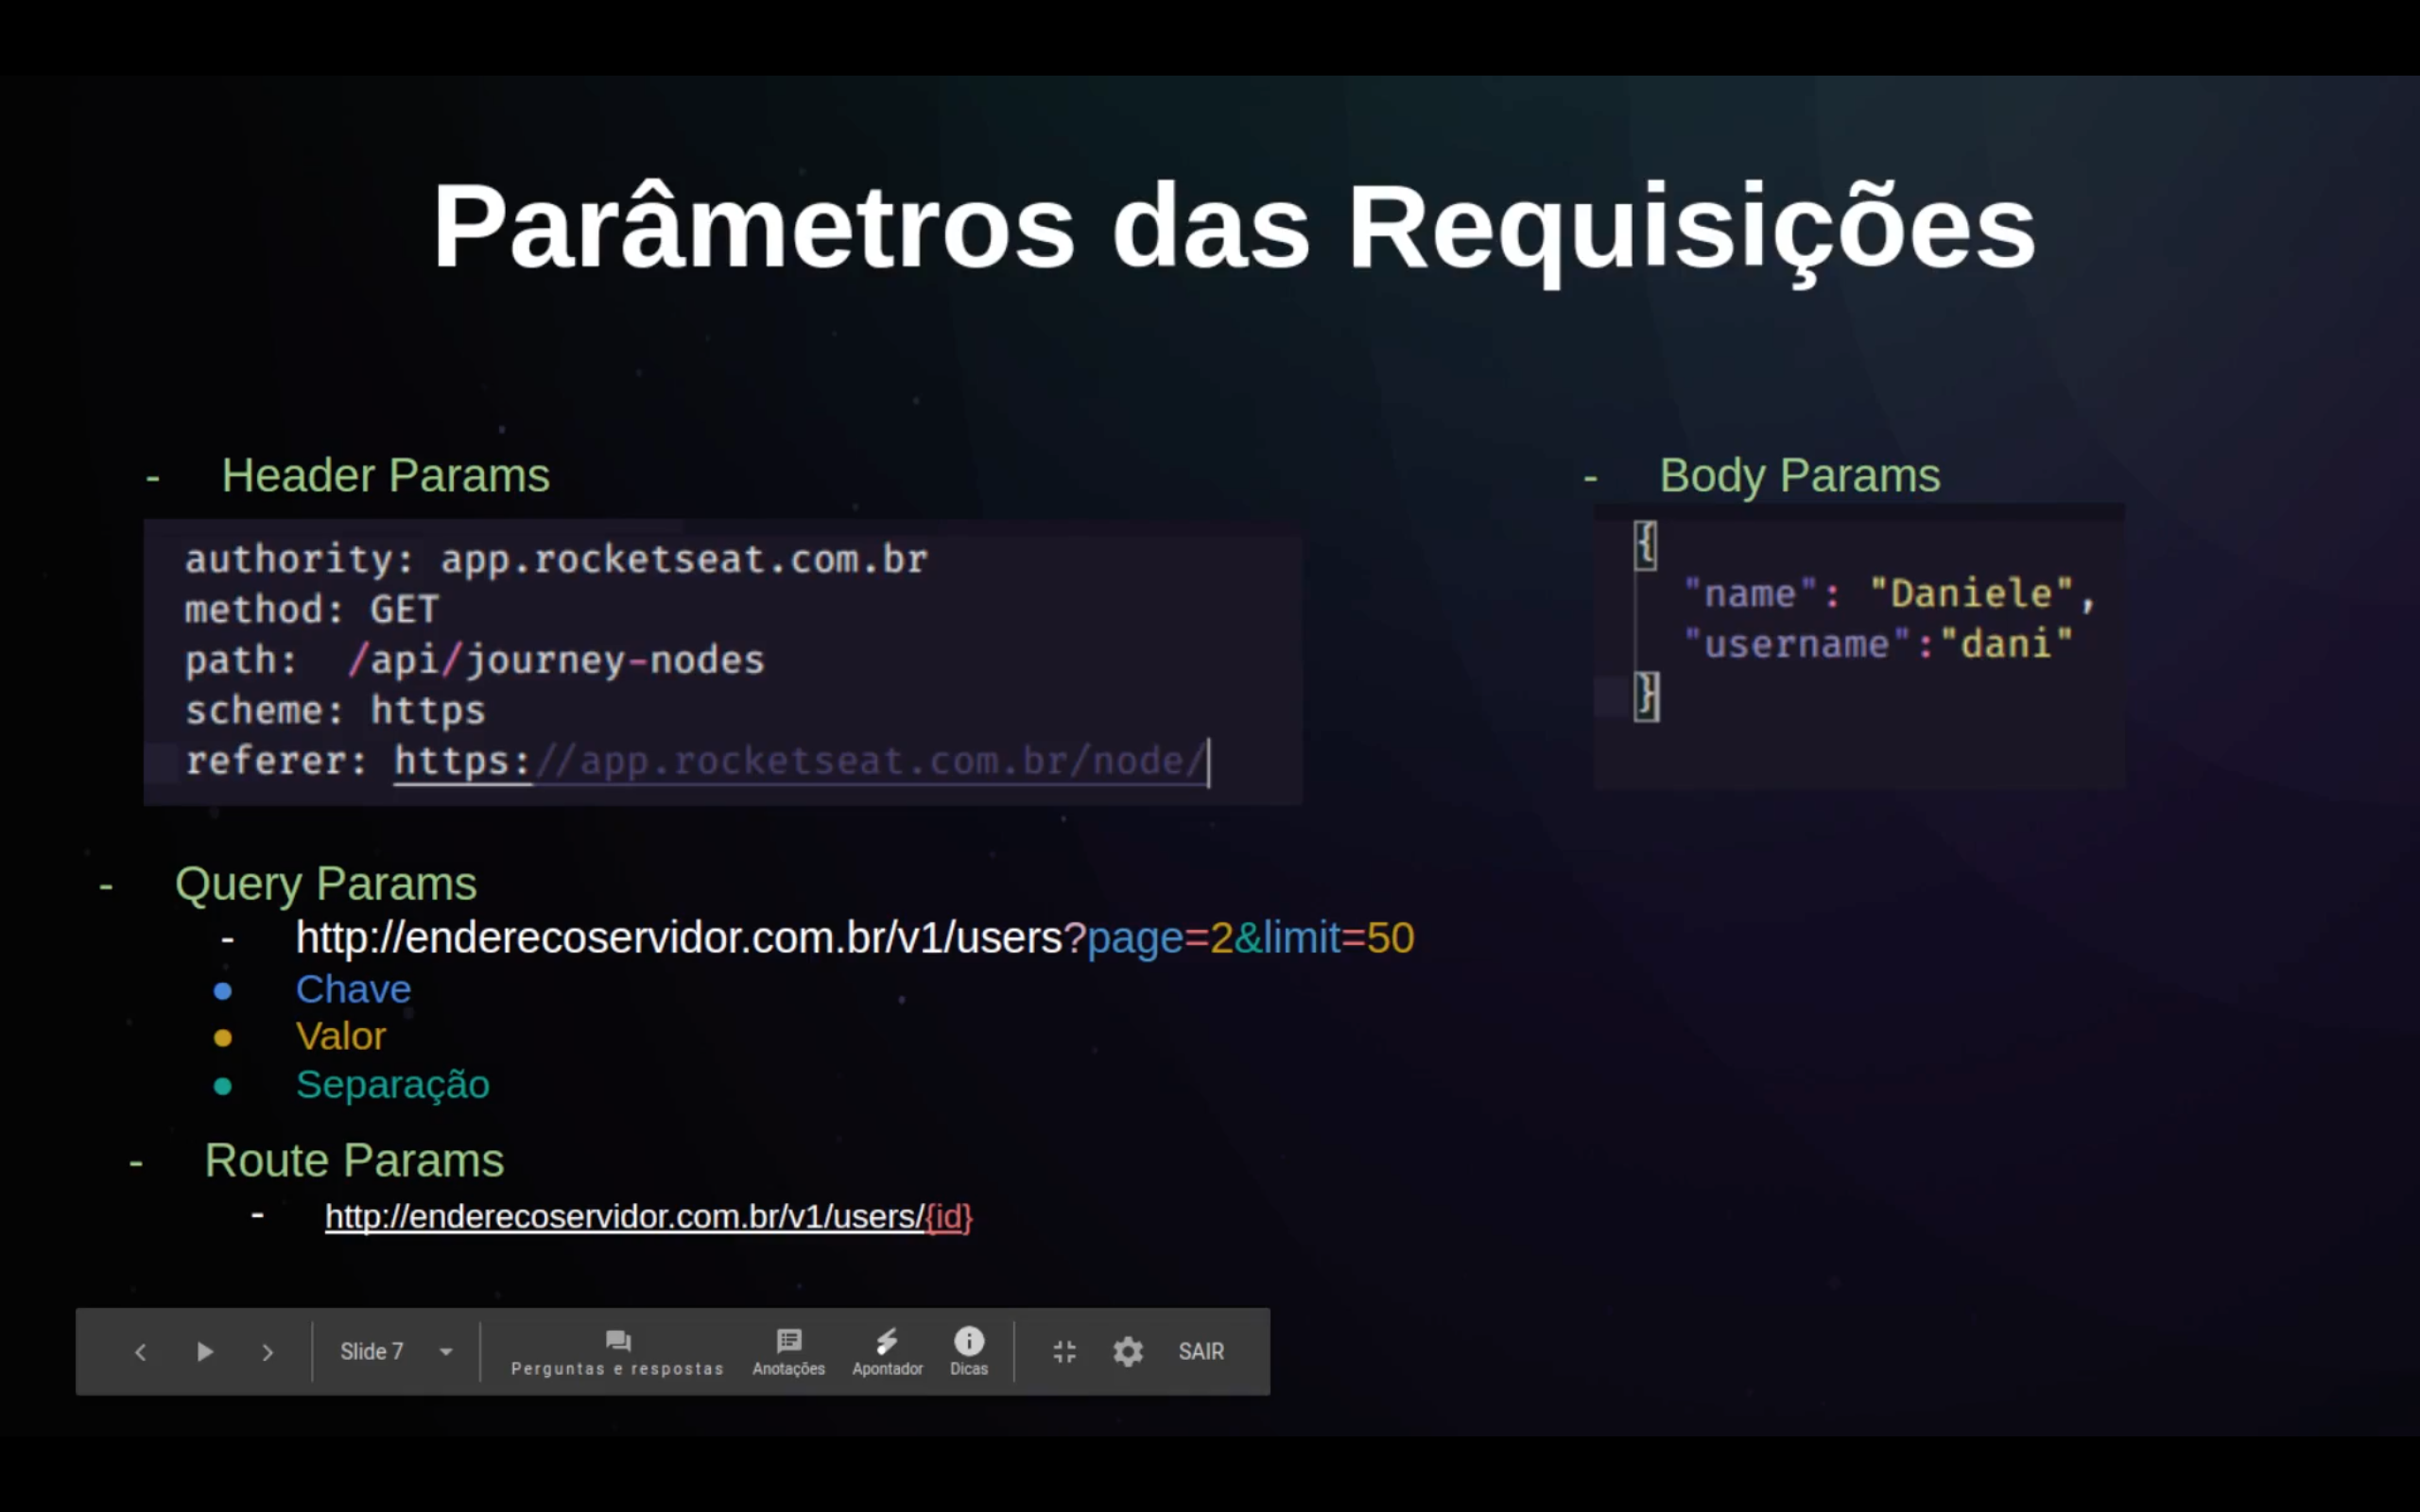 Parâmetros das Requisições
- Header Params
authority: app.rocketseat.com.br
method: GET
path: /api/journey-nodes
scheme: https
referer: https://app.rocketseat.com.br/node/
- Body Params
{
"name": "Daniele",
"username":"dani"
}
- Query Params
- http://enderecoservidor.com.br/v1/users?page=2&limit=50
● Chave
● Valor
● Separação
- Route Params
- http://enderecoservidor.com.br/v1/users/{id}
Slide 7
Perguntas e respostas
Anotações
Apontador
Dicas
SAIR